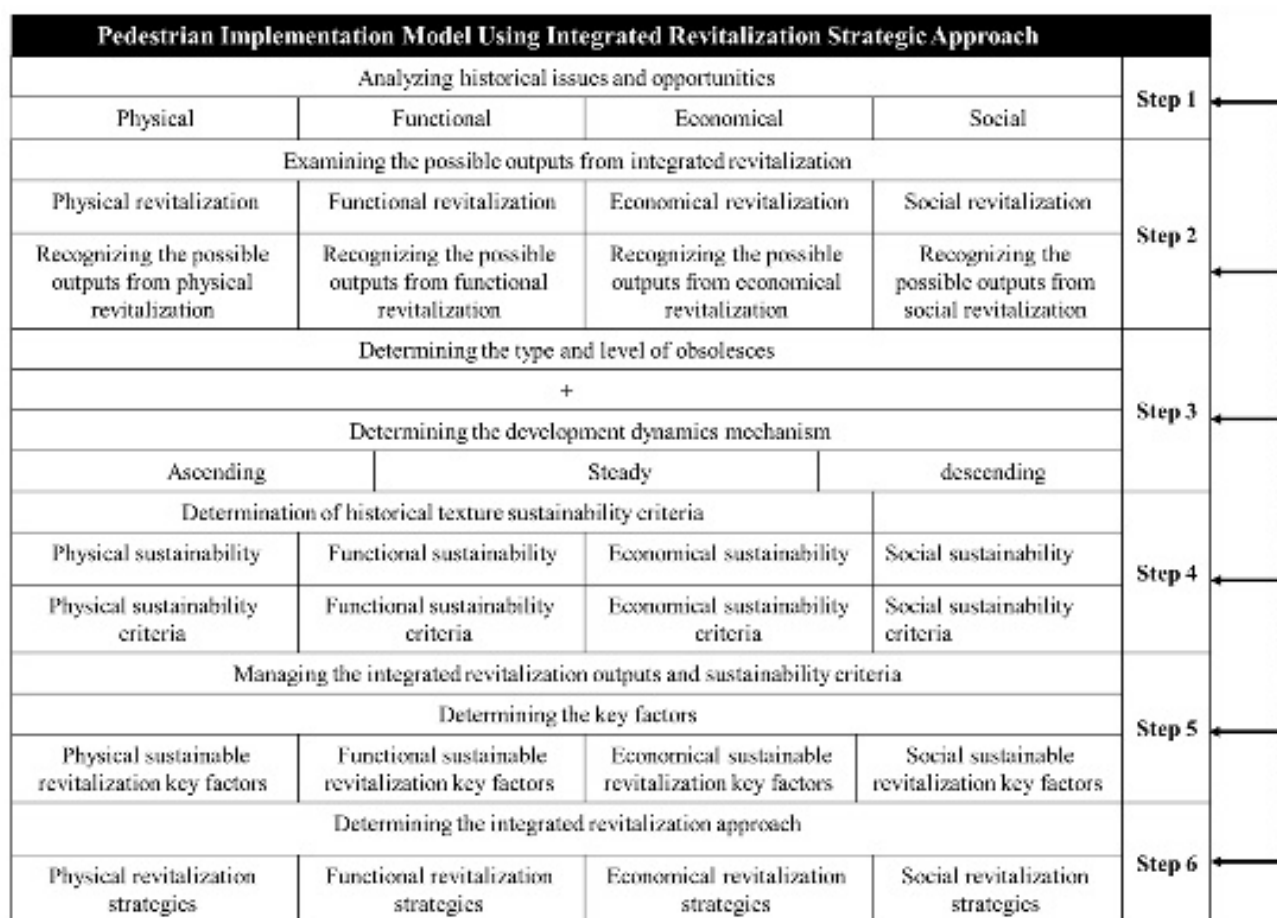 Pedestrian Implementation Model Using Integrated Revitalization Strategic Approach
Analyzing historical issues and opportunities
Step 1
Physical
Functional
Economical
Social
Examining the possible outputs from integrated revitalization
Step 2
Physical revitalization
Functional revitalization
Economical revitalization
Social revitalization
Recognizing the possible
outputs from physical
revitalization
Recognizing the possible
outputs from functional
revitalization
Recognizing the possible
outputs from economical
revitalization
Recognizing the
possible outputs from
social revitalization
Determining the type and level of obsolesces
Step 3
+
Determining the development dynamics mechanism
Ascending
Steady
descending
Determination of historical texture sustainability criteria
Step 4
Physical sustainability
Functional sustainability
Economical sustainability
Social sustainability
Physical sustainability
criteria
Functional sustainability
criteria
Economical sustainability
criteria
Social sustainability
criteria
Managing the integrated revitalization outputs and sustainability criteria
Step 5
Determining the key factors
Physical sustainable
revitalization key factors
Functional sustainable
revitalization key factors
Economical sustainable
revitalization key factors
Social sustainable
revitalization key factors
Determining the integrated revitalization approach
Step 6
Physical revitalization
strategies
Functional revitalization
strategies
Economical revitalization
strategies
Social revitalization
strategies